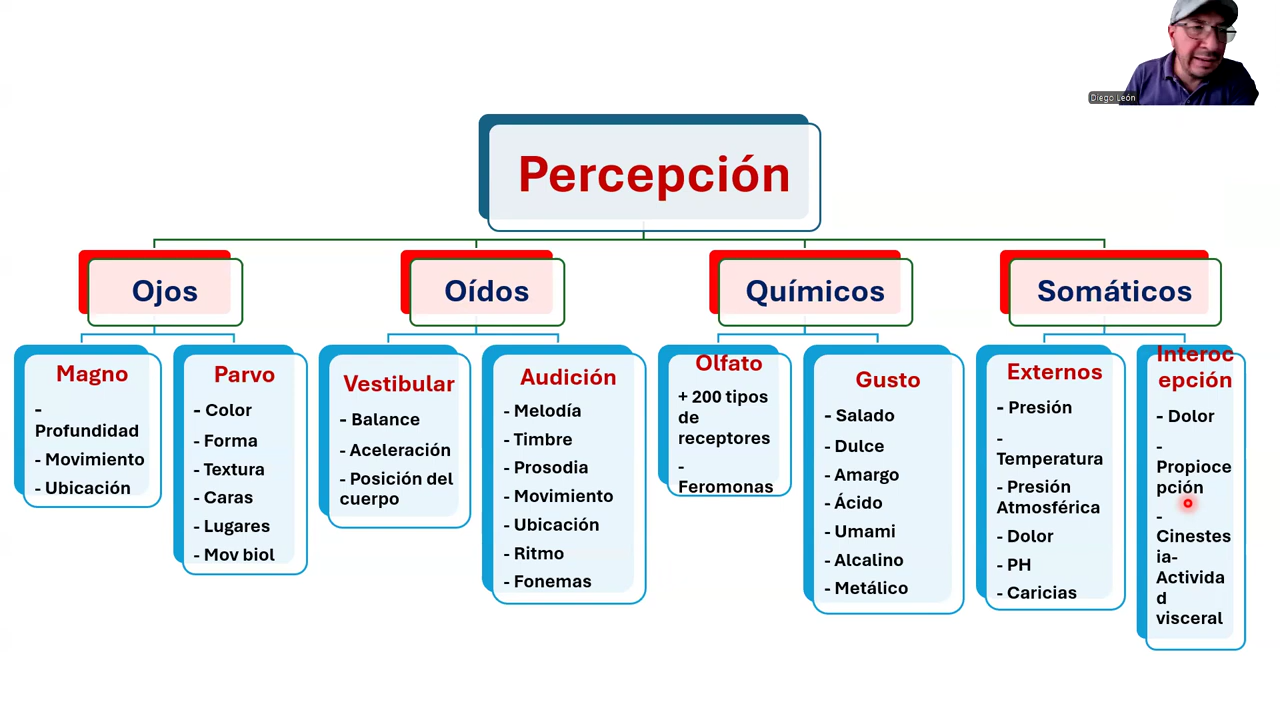 Diego León
Percepción
Ojos
Oídos
Químicos
Somáticos
Magno
-
Profundidad
- Movimiento
- Ubicación
Parvo
- Color
- Forma
- Textura
- Caras
- Lugares
- Mov biol
Vestibular
- Balance
- Aceleración
- Posición del
cuerpo
Audición
- Melodía
- Timbre
- Prosodia
- Movimiento
- Ubicación
- Ritmo
- Fonemas
Olfato
+ 200 tipos
de
receptores
-
Feromonas
Gusto
- Salado
- Dulce
- Amargo
- Ácido
- Umami
- Alcalino
- Metálico
Externos
- Presión
-
Temperatura
- Presión
Atmosférica
- Dolor
- PH
- Caricias
Interoc
epción
- Dolor
-
Propioce
pción
-
Cinestes
ia-
Activida
d
visceral